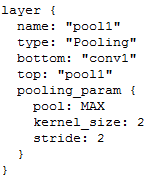 layer {
  name: "pool1"
  type: "Pooling"
  bottom: "conv1"
  top: "pool1"
  pooling_param {
    pool: MAX
    kernel_size: 2
    stride: 2
  }
}